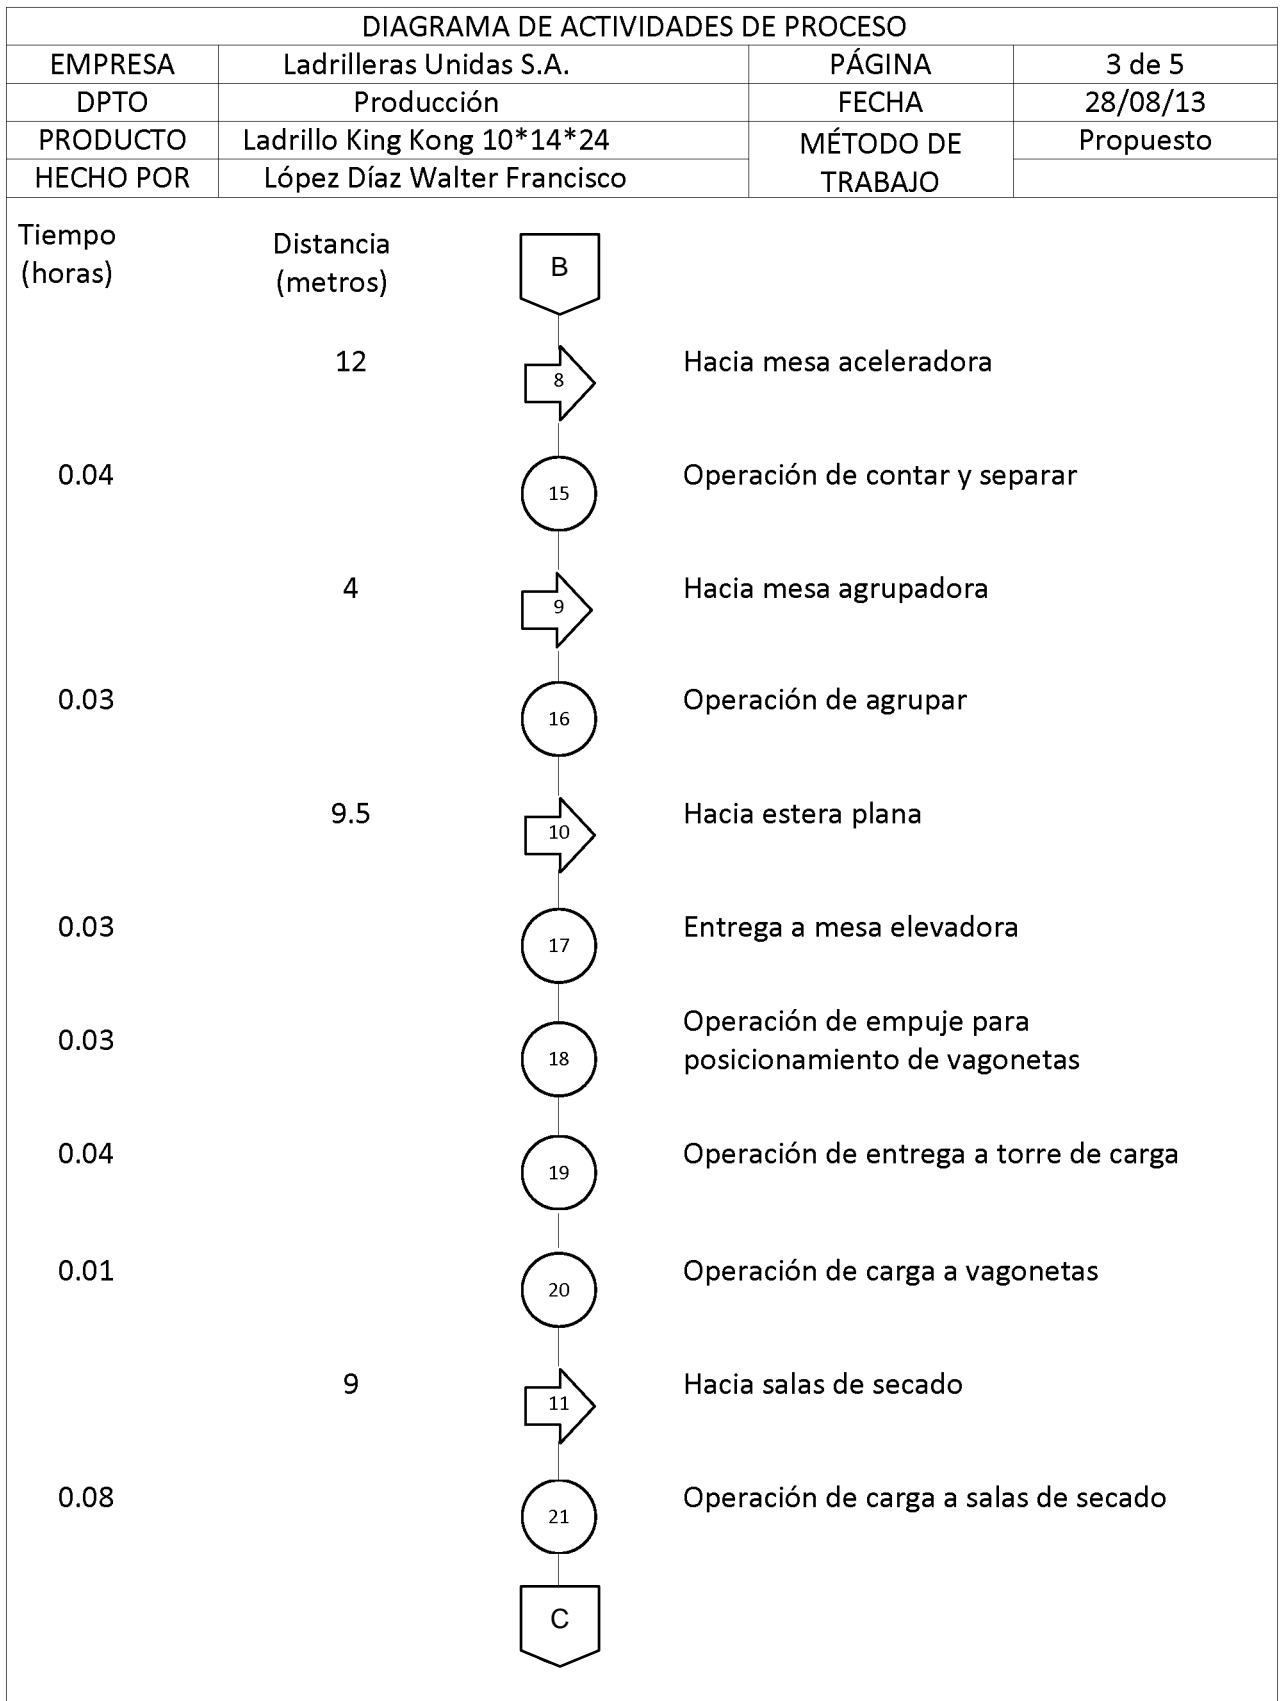 DIAGRAMA DE ACTIVIDADES DE PROCESO
EMPRESA Ladrilleras Unidas S.A. PÁGINA 3 de 5
DPTO Producción FECHA 28/08/13
PRODUCTO Ladrillo King Kong 10*14*24 MÉTODO DE TRABAJO Propuesto
HECHO POR López Díaz Walter Francisco
Tiempo (horas) Distancia (metros) B
12 8 Hacia mesa aceleradora
0.04 15 Operación de contar y separar
4 9 Hacia mesa agrupadora
0.03 16 Operación de agrupar
9.5 10 Hacia estera plana
0.03 17 Entrega a mesa elevadora
0.03 18 Operación de empuje para
posicionamiento de vagonetas
0.04 19 Operación de entrega a torre de carga
0.01 20 Operación de carga a vagonetas
9 11 Hacia salas de secado
0.08 21 Operación de carga a salas de secado
C